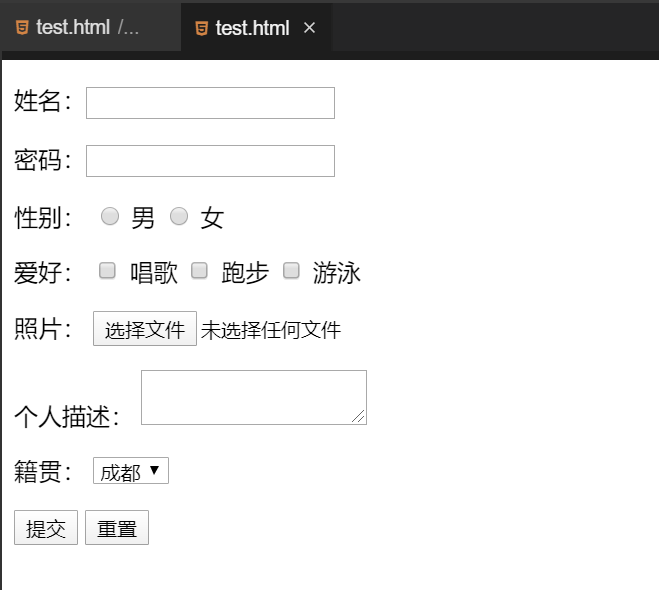 test.html /...
test.html
姓名：
密码：
性别： 男 女
爱好： 唱歌 跑步 游泳
照片： 选择文件 未选择任何文件
个人描述：
籍贯： 成都
提交 重置